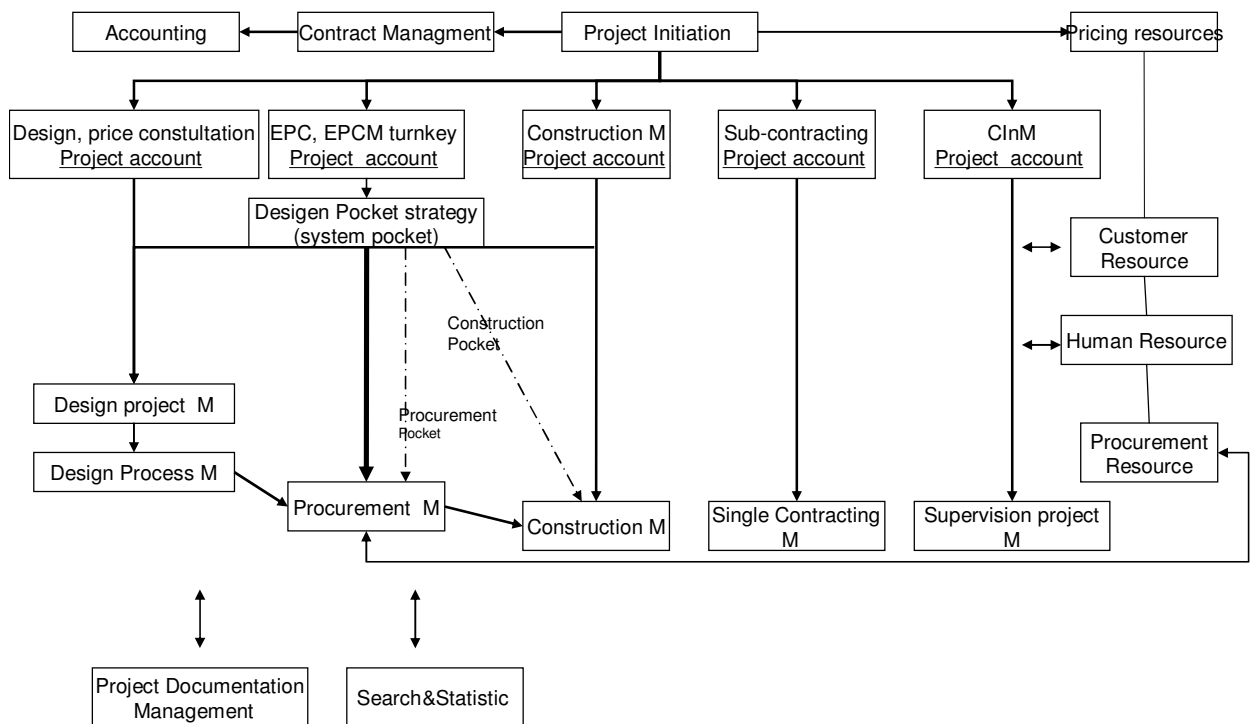 Accounting
Contract Managment
Project Initiation
Pricing resources
Design, price constultation
Project account
EPC, EPCM turnkey
Project account
Construction M
Project account
Sub-contracting
Project account
CInM
Project account
Desigen Pocket strategy
(system pocket)
Customer
Resource
Construction
Pocket
Human Resource
Design project M
Procurement
Pocket
Procurement
Resource
Design Process M
Procurement M
Construction M
Single Contracting
M
Supervision project
M
Project Documentation
Management
Search&Statistic